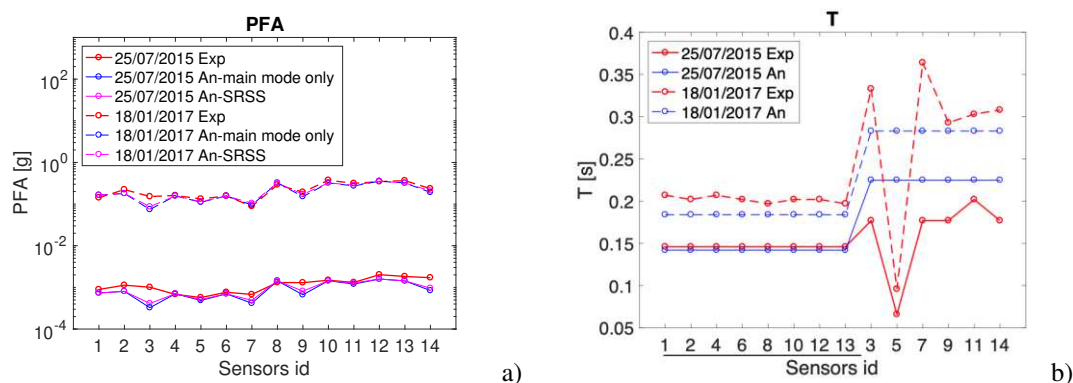 PFA
25/07/2015 Exp
25/07/2015 An-main mode only
25/07/2015 An-SRSS
18/01/2017 Exp
18/01/2017 An-main mode only
18/01/2017 An-SRSS
PFA [g]
10^2
10^0
10^-2
10^-4
1 2 3 4 5 6 7 8 9 10 11 12 13 14
Sensors id
a)
T
25/07/2015 Exp
25/07/2015 An
18/01/2017 Exp
18/01/2017 An
T [s]
0.4
0.35
0.3
0.25
0.2
0.15
0.1
0.05
1 2 4 6 8 10 12 13 3 5 7 9 11 14
Sensors id
b)